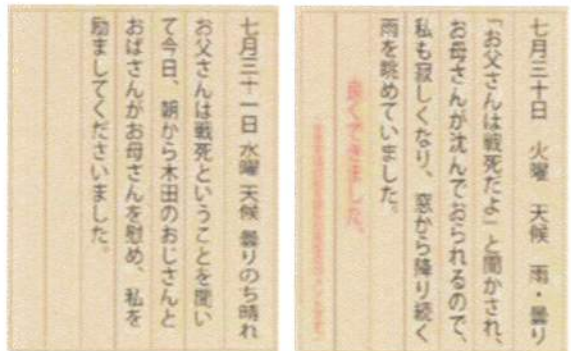 七月三十日　火曜　天候　雨・曇り
「お父さんは戦死だよ」と聞かされ、
お母さんが沈んでおられるので、
私も寂しくなり、窓から降り続く
雨を眺めていました。
良くできました。
七月三十一日 水曜 天候 曇りのち晴れ
お父さんは戦死ということを聞い
て今日、朝から木田のおじさんと
おばさんがお母さんを慰め、私を
励ましてくださいました。